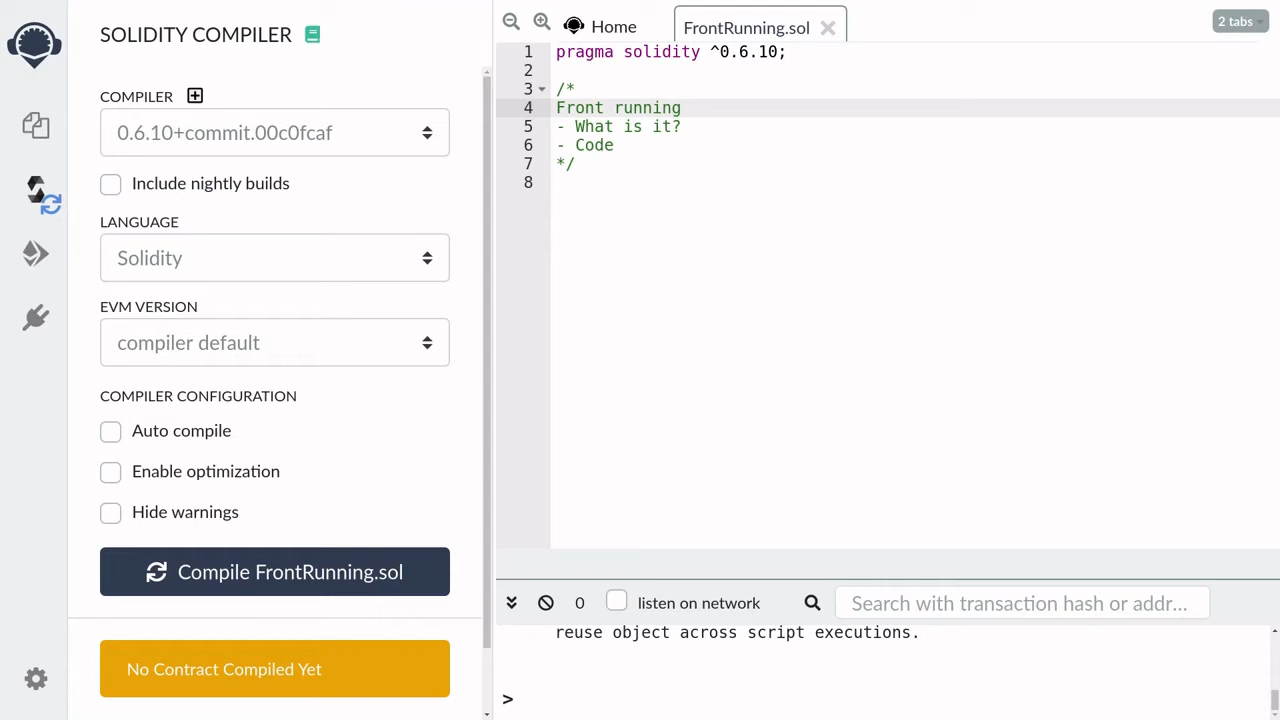 SOLIDITY COMPILER
COMPILER
0.6.10+commit.00c0fcaf
Include nightly builds
LANGUAGE
Solidity
EVM VERSION
compiler default
COMPILER CONFIGURATION
Auto compile
Enable optimization
Hide warnings
Compile FrontRunning.sol
No Contract Compiled Yet
Home
FrontRunning.sol
2 tabs
1 pragma solidity ^0.6.10;
2
3 /*
4 Front running
5 - What is it?
6 - Code
7 */
8
0
listen on network
Search with transaction hash or addr...
reuse object across script executions.
>